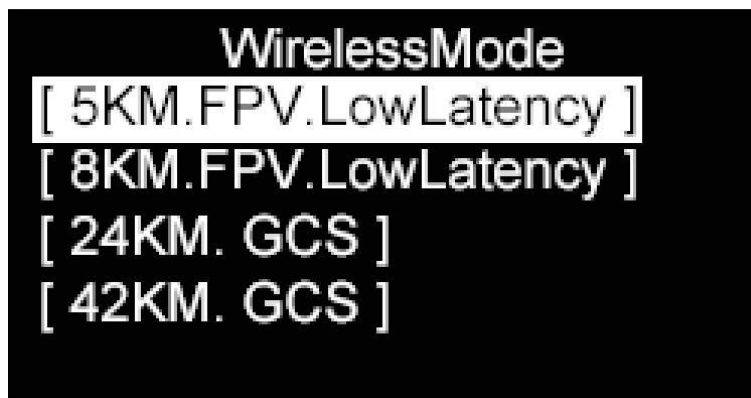 WirelessMode
[ 5KM.FPV.LowLatency ]
[ 8KM.FPV.LowLatency ]
[ 24KM. GCS ]
[ 42KM. GCS ]